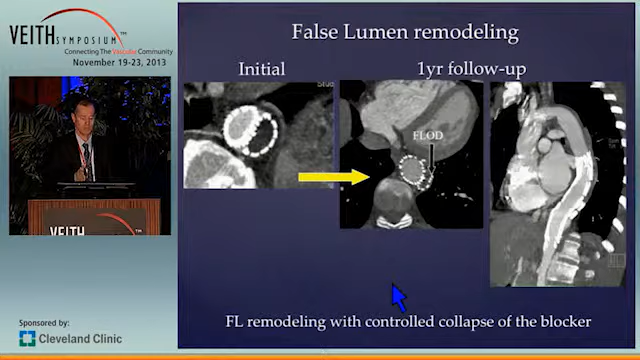 VEITH SYMPOSIUM™
Connecting The Vascular Community
November 19-23, 2013
VEITH
Sponsored by:
Cleveland Clinic
False Lumen remodeling
Initial
1yr follow-up
FLOD
FL remodeling with controlled collapse of the blocker